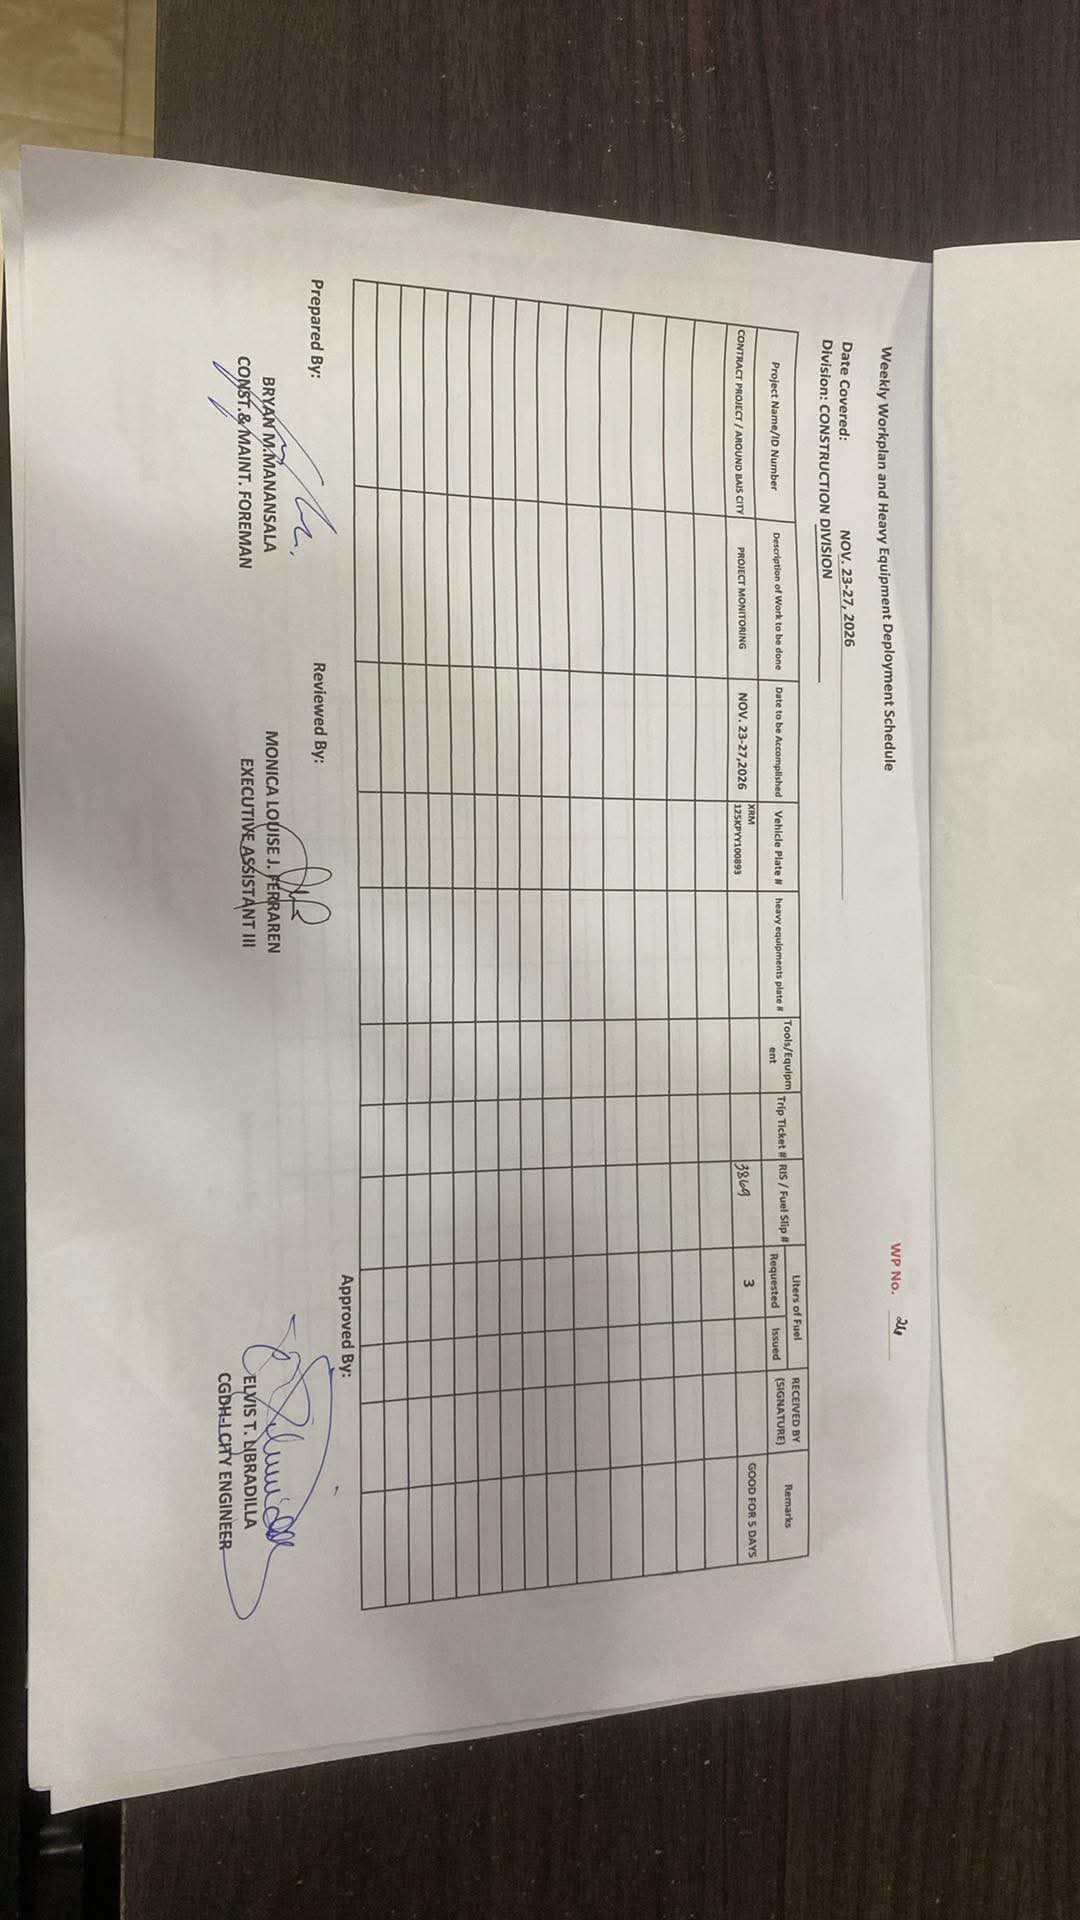 Weekly Workplan and Heavy Equipment Deployment Schedule
WP No. 24
Date Covered: NOV. 23-27, 2026
Division: CONSTRUCTION DIVISION
Project Name/ID Number
Description of Work to be done
Date to be Accomplished
Vehicle Plate #
heavy equipments plate #
Tools/Equipm
ent
Trip Ticket #
RIS / Fuel Slip #
Liters of Fuel
Requested
Issued
RECEIVED BY
(SIGNATURE)
Remarks
CONTRACT PROJECT / AROUND BAIS CITY
PROJECT MONITORING
NOV. 23-27,2026
XRM
125KPYY100893
3869
3
GOOD FOR 5 DAYS
Prepared By:
BRYAN M.MANANSALA
CONST.& MAINT. FOREMAN
Reviewed By:
MONICA LOUISE J. FERRAREN
EXECUTIVE ASSISTANT III
Approved By:
ELVIS T. LIBRADILLA
CGDH-I CITY ENGINEER